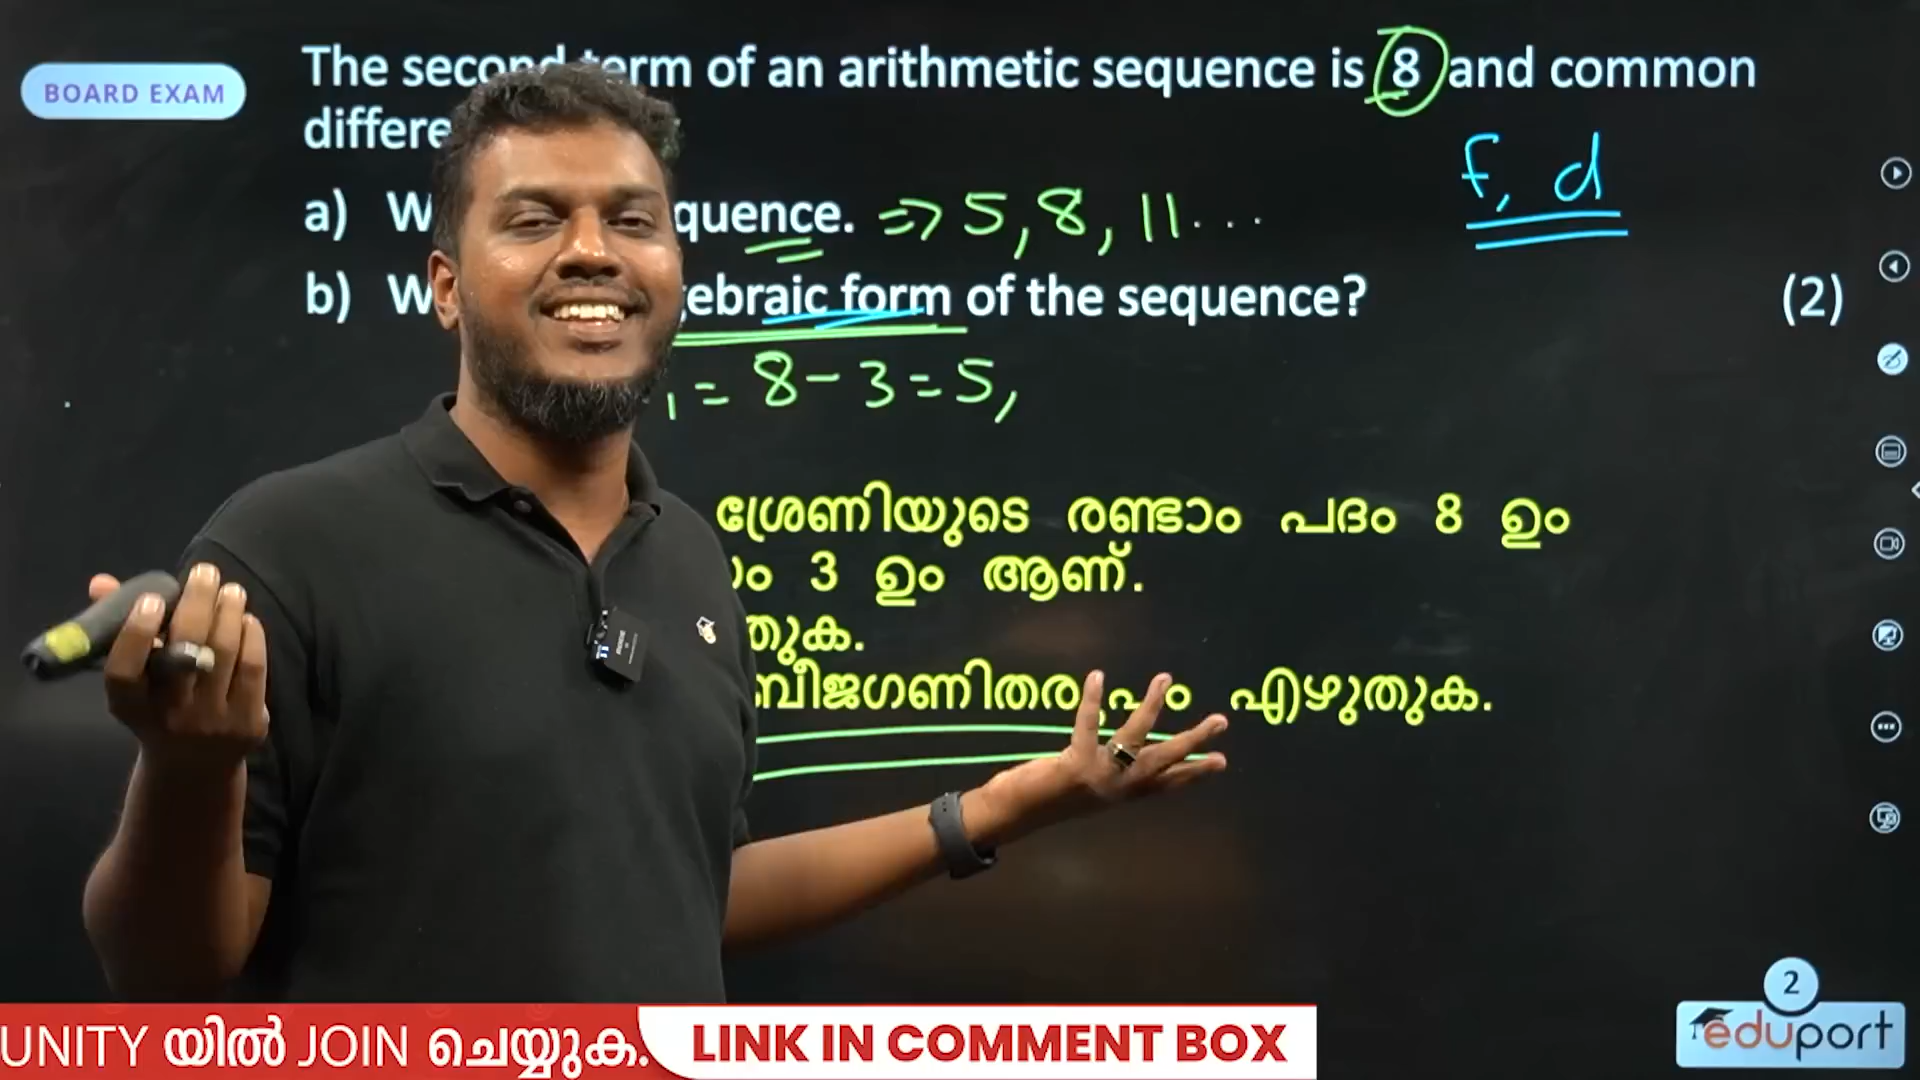 BOARD EXAM
The second term of an arithmetic sequence is 8 and common
differe
a) W quence. => 5, 8, 11...
f, d
b) W ebraic form of the sequence? (2)
1 = 8 - 3 = 5,
ശ്രേണിയുടെ രണ്ടാം പദം 8 ഉം
ം 3 ഉം ആണ്.
തുക.
ബീജഗണിതരൂപം എഴുതുക.
2
eduport
UNITY യിൽ JOIN ചെയ്യുക.
LINK IN COMMENT BOX